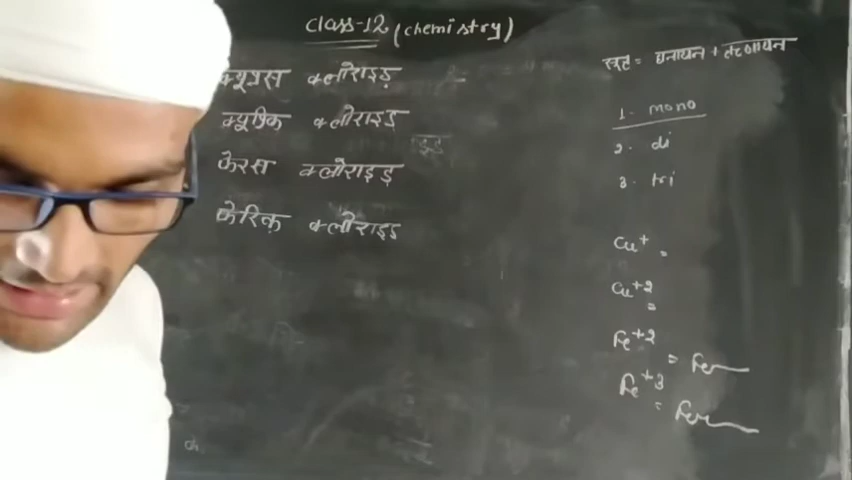 Class-12 (chemistry)
क्यूप्रस क्लोराइड
क्यूप्रिक क्लोराइड
फेरस क्लोराइड
फेरिक क्लोराइड
इड
सूत्र = धनायन + ऋणायन
1. mono
2. di
3. tri
Cu+ =
Cu+2 =
Fe+2 =
Fe+3 =